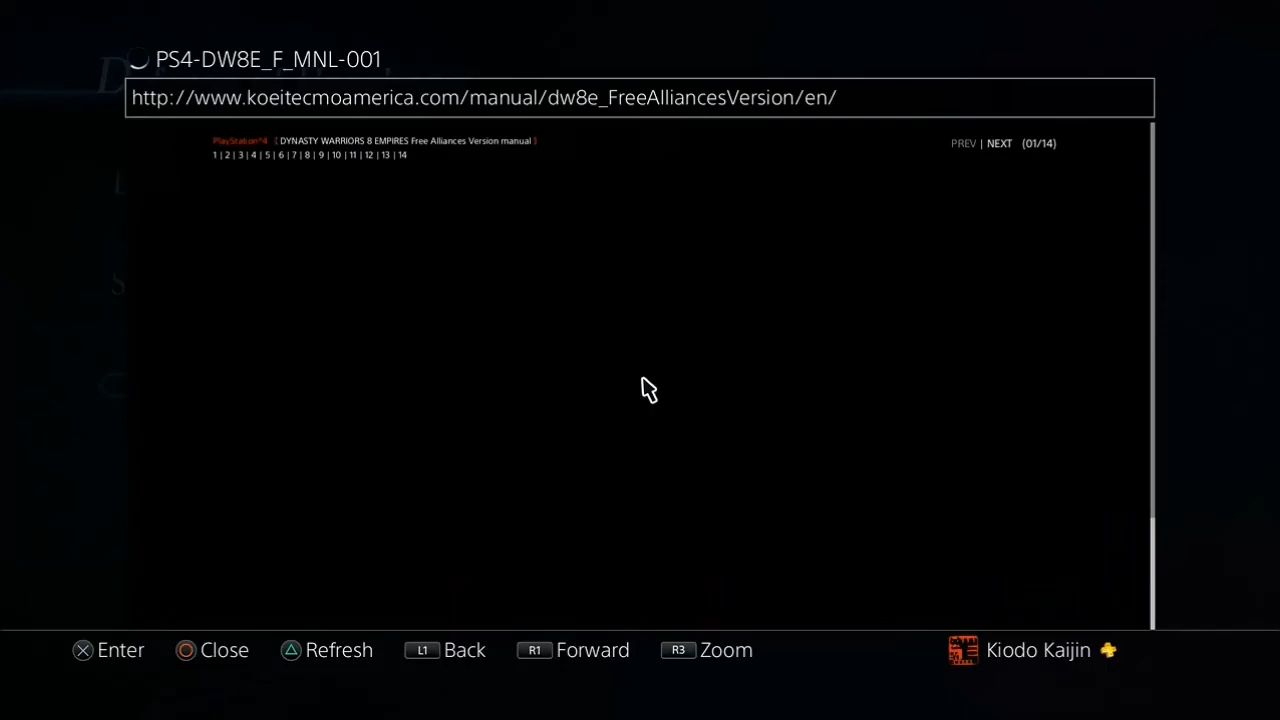 PS4-DW8E_F_MNL-001
http://www.koeitecmoamerica.com/manual/dw8e_FreeAlliancesVersion/en/
PlayStation®4 [ DYNASTY WARRIORS 8 EMPIRES Free Alliances Version manual ]
PREV | NEXT (01/14)
1 | 2 | 3 | 4 | 5 | 6 | 7 | 8 | 9 | 10 | 11 | 12 | 13 | 14
Enter Close Refresh L1 Back R1 Forward R3 Zoom Kiodo Kaijin